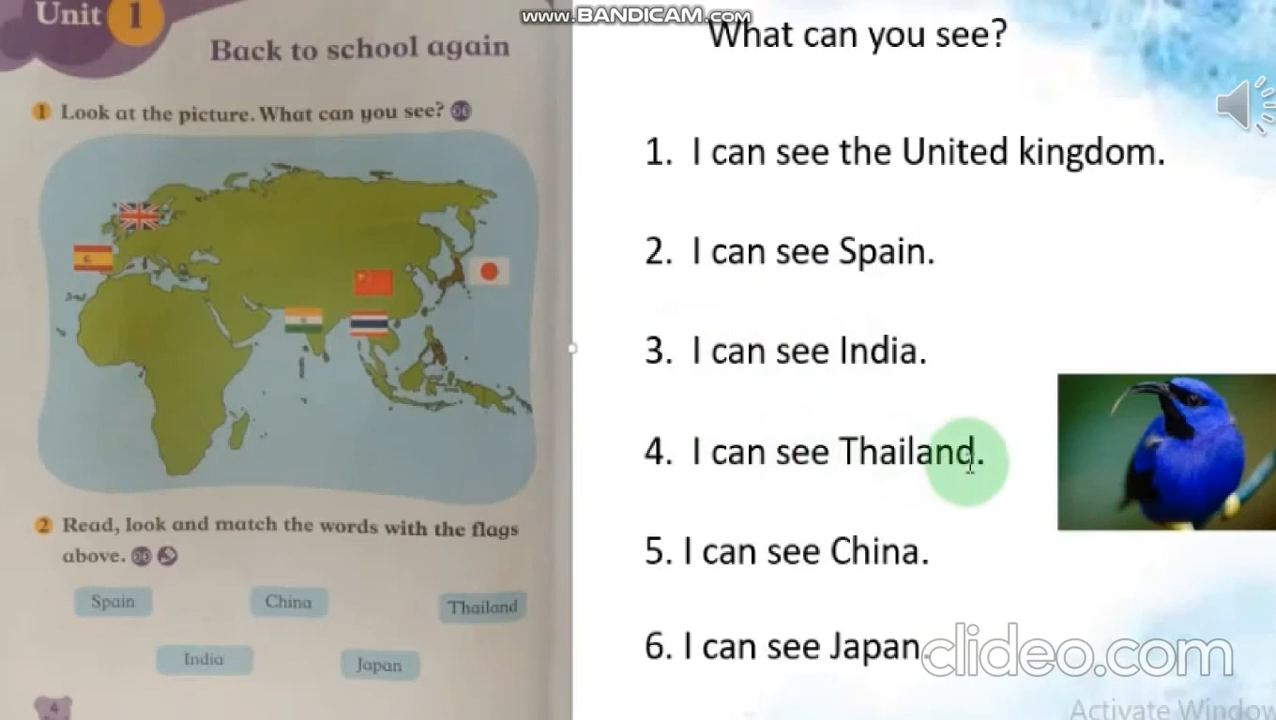 www.BANDICAM.com
Unit 1
Back to school again
1 Look at the picture. What can you see? 06
2 Read, look and match the words with the flags
above. 06
Spain
China
Thailand
India
Japan
4
What can you see?
1. I can see the United kingdom.
2. I can see Spain.
3. I can see India.
4. I can see Thailand.
5. I can see China.
6. I can see Japan.
clideo.com
Activate Window